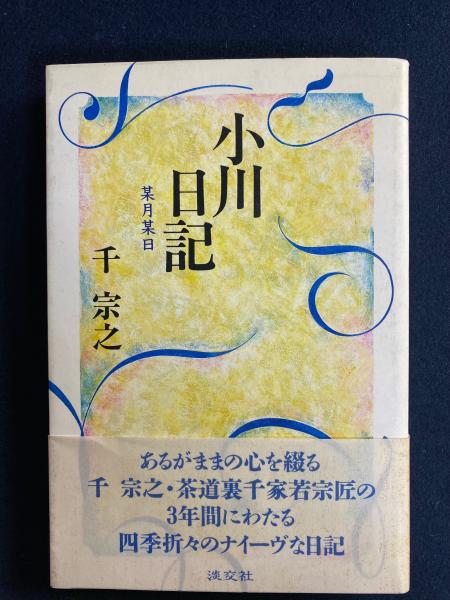 小川
日記
某月某日
千 宗之
あるがままの心を綴る
千 宗之・茶道裏千家若宗匠の
3年間にわたる
四季折々のナイーヴな日記
淡交社